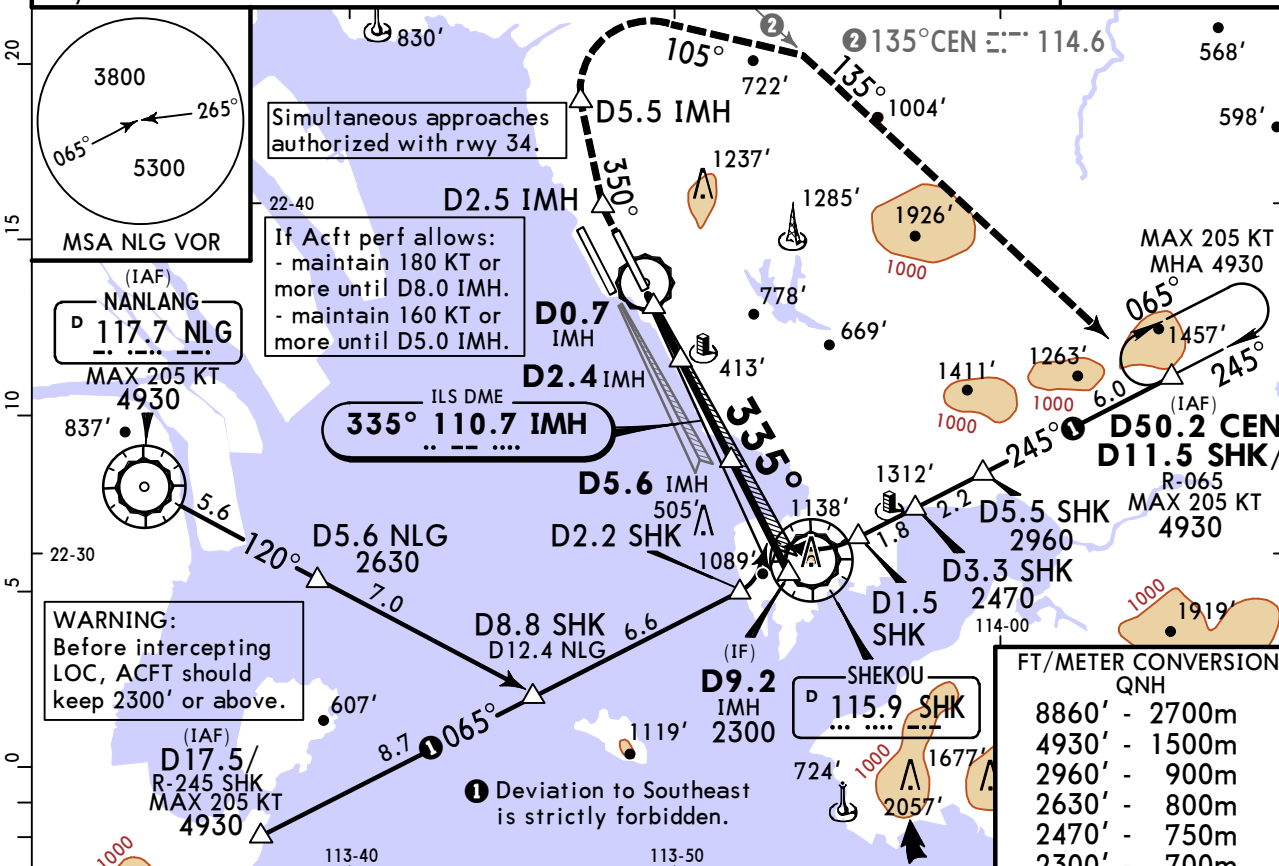 20
15
10
5
0
3800
265°
065°
5300
MSA NLG VOR
830'
Simultaneous approaches
authorized with rwy 34.
22-40
If Acft perf allows:
- maintain 180 KT or
more until D8.0 IMH.
- maintain 160 KT or
more until D5.0 IMH.
105°
722'
2
2 135°CEN 114.6
135°
1004'
568'
598'
D5.5 IMH
350°
D2.5 IMH
1237'
1285'
1926'
1000
MAX 205 KT
MHA 4930
065°
1457'
245°
778'
669'
D0.7
IMH
413'
D2.4 IMH
1411'
1000
1263'
1000
6.0
(IAF)
NANLANG
D 117.7 NLG
MAX 205 KT
4930
837'
ILS DME
335° 110.7 IMH
335°
(IAF)
D50.2 CEN
D11.5 SHK/
R-065
MAX 205 KT
4930
245° 1
D5.6 IMH
505'
1312'
2.2
1138'
1.8
D5.5 SHK
2960
D3.3 SHK
2470
D1.5
SHK
5.6
120°
D5.6 NLG
2630
7.0
22-30
D2.2 SHK
1089'
D8.8 SHK
D12.4 NLG
6.6
(IF)
D9.2
IMH
2300
SHEKOU
D 115.9 SHK
114-00
1000
1919'
WARNING:
Before intercepting
LOC, ACFT should
keep 2300' or above.
607'
(IAF)
D17.5/
R-245 SHK
MAX 205 KT
4930
8.7 1 065°
1119'
1 Deviation to Southeast
is strictly forbidden.
724'
1000
1677'
2057'
1000
113-40
113-50
FT/METER CONVERSION
QNH
8860' - 2700m
4930' - 1500m
2960' - 900m
2630' - 800m
2470' - 750m
2300' - 700m